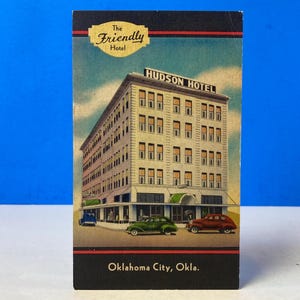 The
Friendly
Hotel
HUDSON HOTEL
Oklahoma City, Okla.